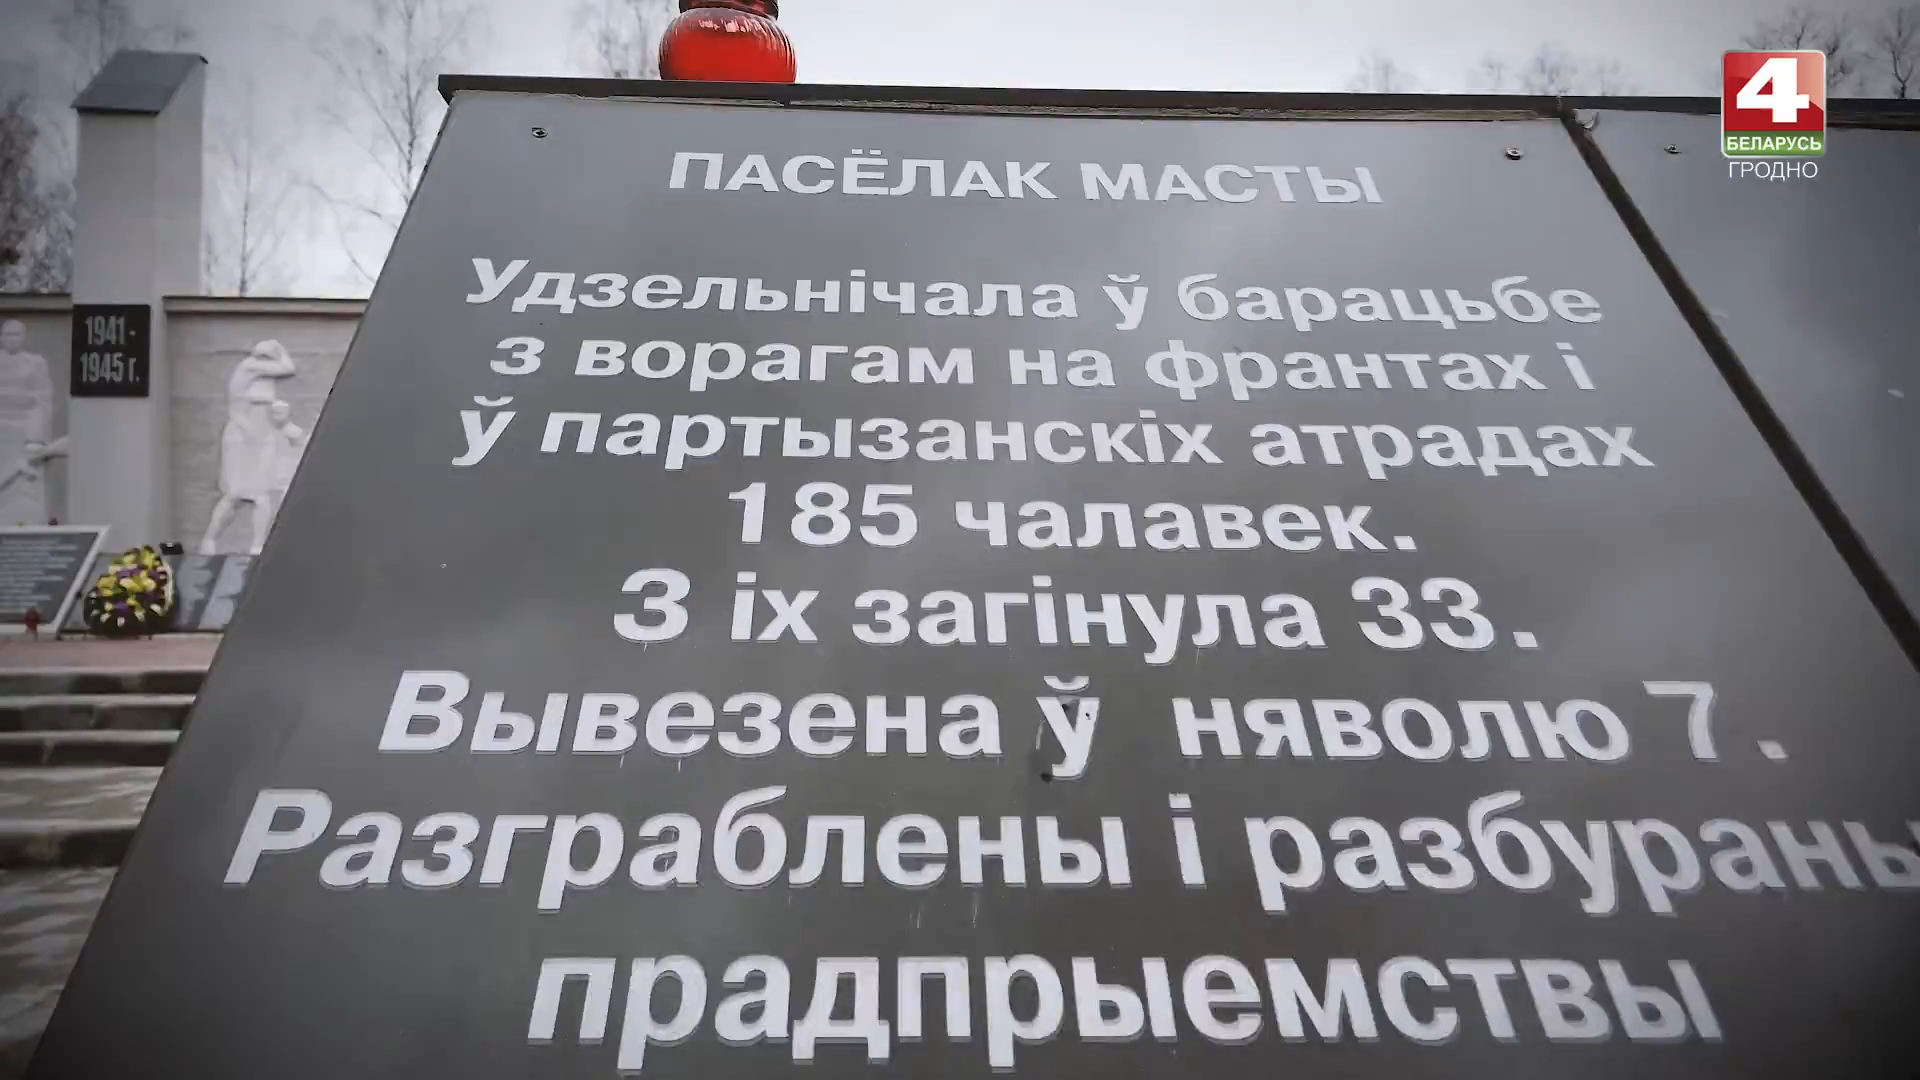 4
БЕЛАРУСЬ
ГРОДНО
1941-
1945 г.
ПАСЁЛАК МАСТЫ
Удзельнічала ў барацьбе
з ворагам на франтах і
ў партызанскіх атрадах
185 чалавек.
З іх загінула 33.
Вывезена ў няволю 7.
Разграблены і разбураны
прадпрыемствы